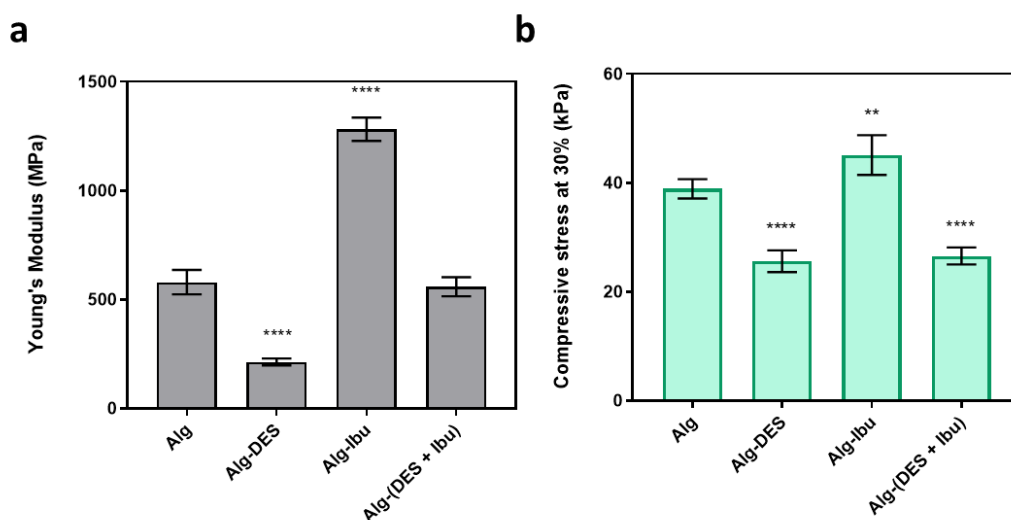 a
Young's Modulus (MPa)
1500
1000
500
0
****
****
Alg
Alg-DES
Alg-Ibu
Alg-(DES + Ibu)
b
Compressive stress at 30% (kPa)
60
40
20
0
****
**
****
Alg
Alg-DES
Alg-Ibu
Alg-(DES + Ibu)